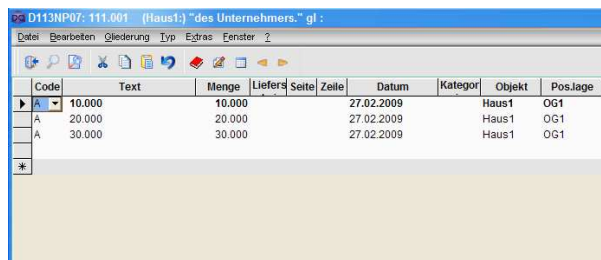 D113NP07: 111.001 (Haus1:) "des Unternehmers." gl :
Datei Bearbeiten Gliederung Typ Extras Fenster ?
Code Text Menge Liefers Seite Zeile Datum Kategor Objekt Pos.lage
A 10.000 10.000 27.02.2009 Haus1 OG1
A 20.000 20.000 27.02.2009 Haus1 OG1
A 30.000 30.000 27.02.2009 Haus1 OG1